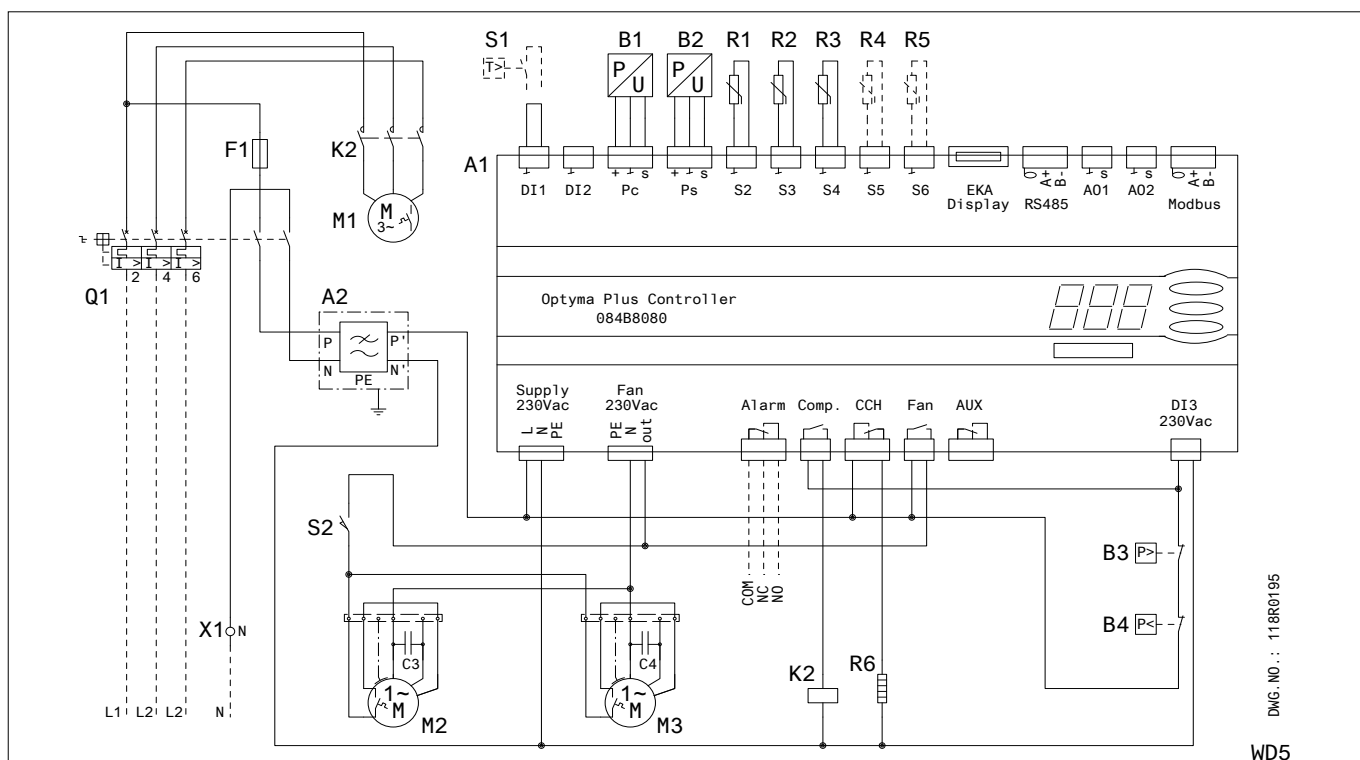 S1 B1 B2 R1 R2 R3 R4 R5
T>
P U P U
F1 K2 A1
+ ~ s + ~ s
DI1 DI2 Pc Ps S2 S3 S4 S5 S6 EKA Display A+ B- RS485 s AO1 s AO2 A+ B- Modbus
M 3~ M1
I > I > I >
2 4 6
Q1
A2
P P'
N N'
PE
Optyma Plus Controller
084B8080
Supply 230Vac
L N PE
Fan 230Vac
PE N out
Alarm Comp. CCH Fan AUX
DI3
230Vac
S2
COM NC NO
B3 P>
B4 P<
X1 N
C3 C4
K2 R6
1~ M M2
1~ M M3
L1 L2 L2 N
DWG.NO.: 118R0195
WD5